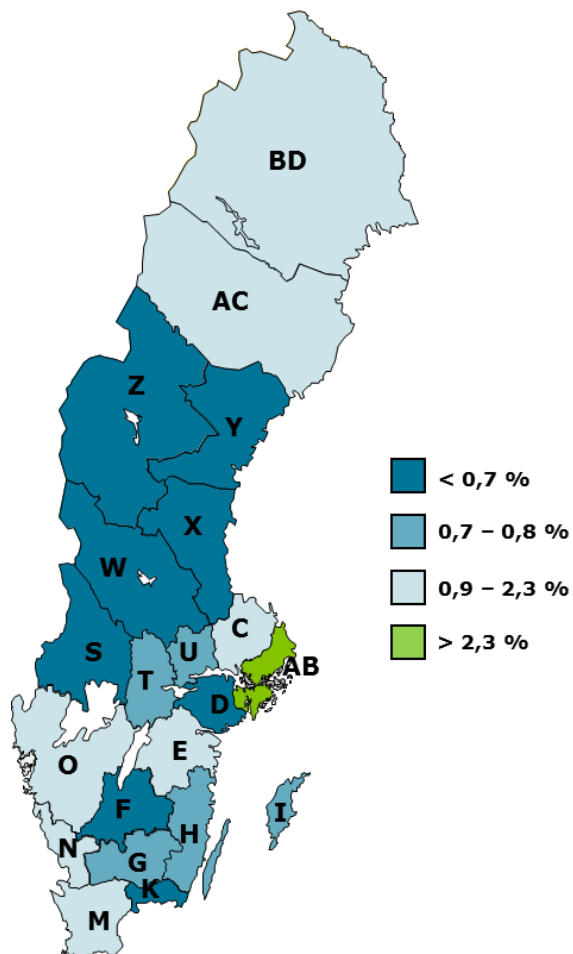 BD
AC
Z
Y
< 0,7 %
0,7 – 0,8 %
X
W
0,9 – 2,3 %
C
> 2,3 %
S
U
AB
T
D
E
O
F
I
H
N
G
K
M